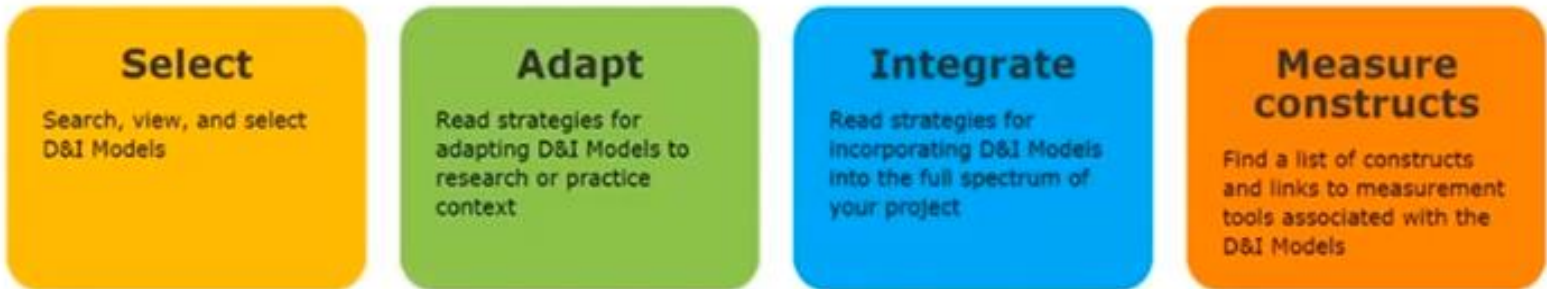 Select
Search, view, and select
D&I Models
Adapt
Read strategies for
adapting D&I Models to
research or practice
context
Integrate
Read strategies for
incorporating D&I Models
into the full spectrum of
your project
Measure
constructs
Find a list of constructs
and links to measurement
tools associated with the
D&I Models